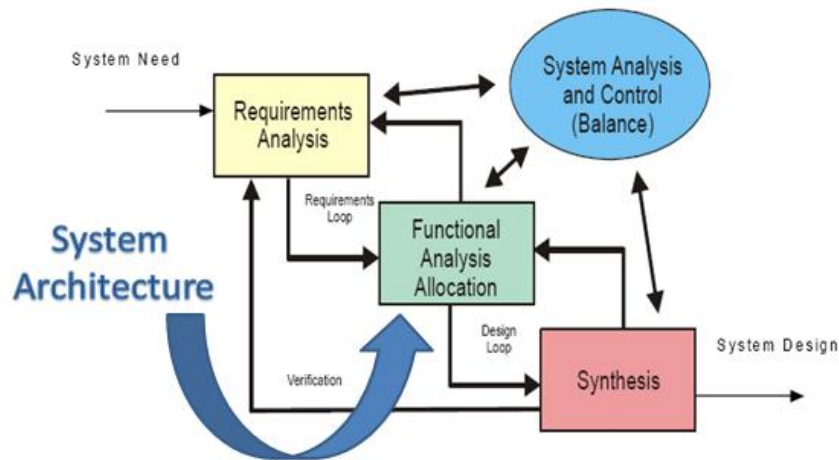 System Need
System Analysis
and Control
(Balance)
Requirements
Analysis
Requirements
Loop
System
Architecture
Functional
Analysis
Allocation
Design
Loop
System Design
Verification
Synthesis